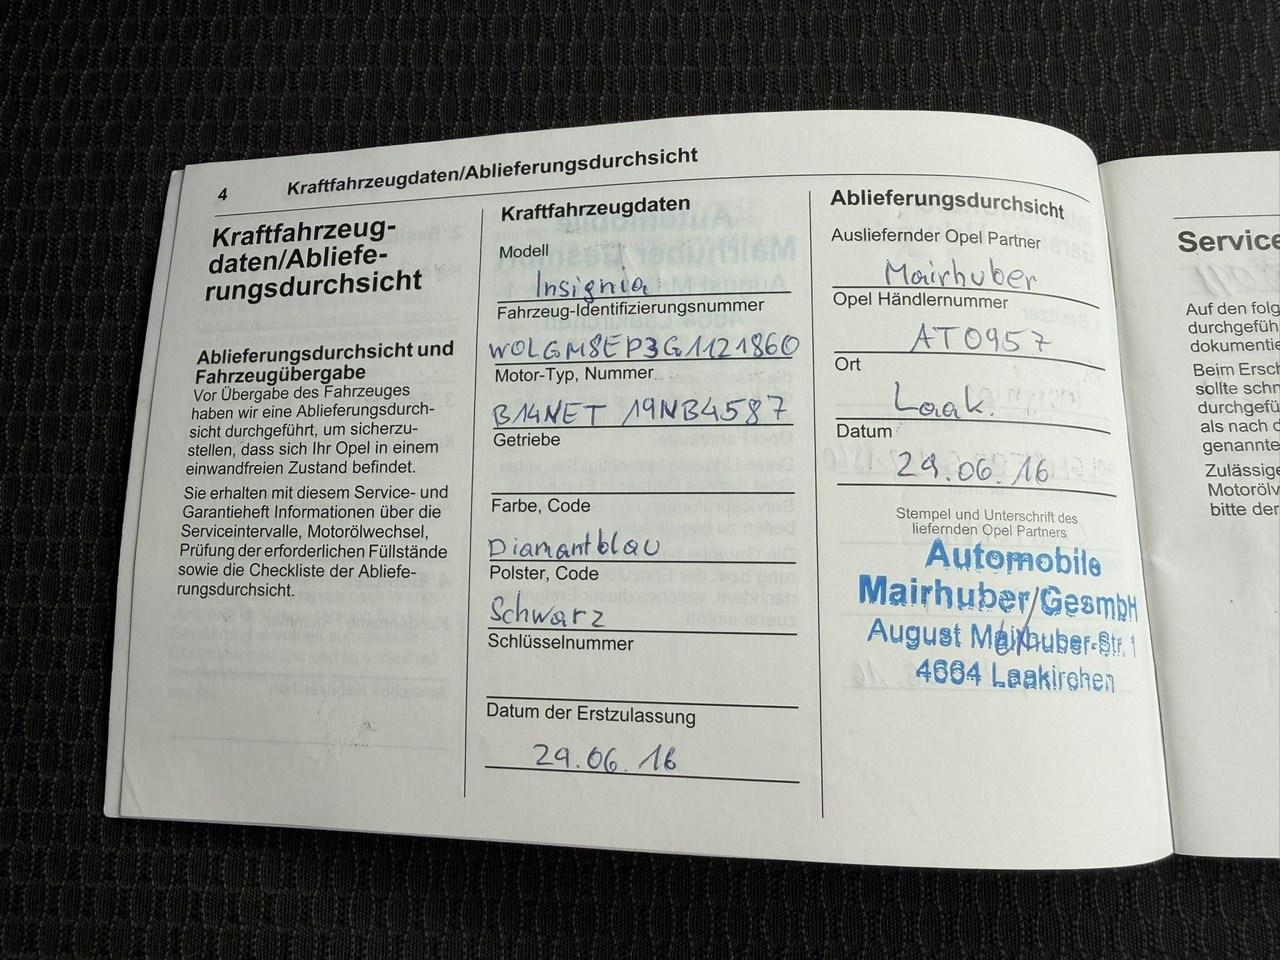 4
Kraftfahrzeugdaten/Ablieferungsdurchsicht
Kraftfahrzeug-
daten/Abliefe-
rungsdurchsicht
Ablieferungsdurchsicht und
Fahrzeugübergabe
Vor Übergabe des Fahrzeuges
haben wir eine Ablieferungsdurch-
sicht durchgeführt, um sicherzu-
stellen, dass sich Ihr Opel in einem
einwandfreien Zustand befindet.
Sie erhalten mit diesem Service- und
Garantieheft Informationen über die
Serviceintervalle, Motorölwechsel,
Prüfung der erforderlichen Füllstände
sowie die Checkliste der Abliefe-
rungsdurchsicht.
Kraftfahrzeugdaten
Modell
Insignia
Fahrzeug-Identifizierungsnummer
W0LGM8EP3G1121860
Motor-Typ, Nummer
B14NET 19NB4587
Getriebe
Farbe, Code
Diamantblau
Polster, Code
Schwarz
Schlüsselnummer
Datum der Erstzulassung
29.06.16
Ablieferungsdurchsicht
Ausliefernder Opel Partner
Mairhuber
Opel Händlernummer
AT0957
Ort
Laak.
Datum
29.06.16
Stempel und Unterschrift des
liefernden Opel Partners
Automobile
Mairhuber GesmbH
August Mairhuber-Str. 1
4664 Laakirchen
Service
Auf den folg
durchgefüh
dokumentie
Beim Ersch
sollte schn
durchgefü
als nach d
genannte
Zulässige
Motorölv
bitte der